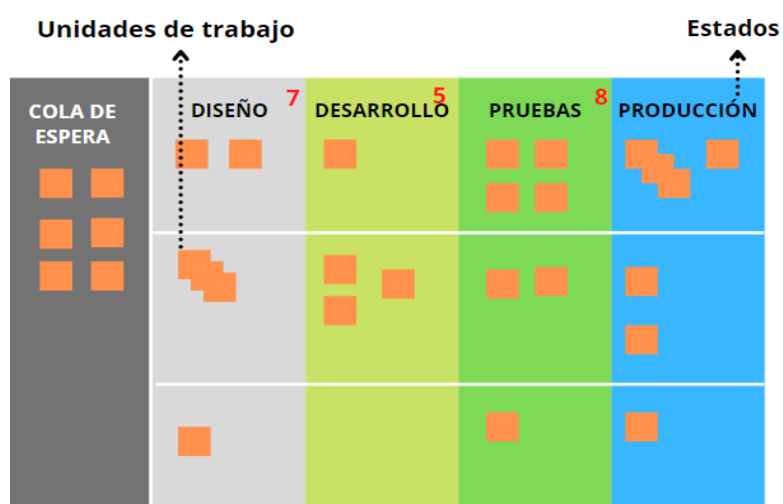 Unidades de trabajo
Estados
COLA DE
ESPERA
DISEÑO 7
DESARROLLO 5
PRUEBAS 8
PRODUCCIÓN